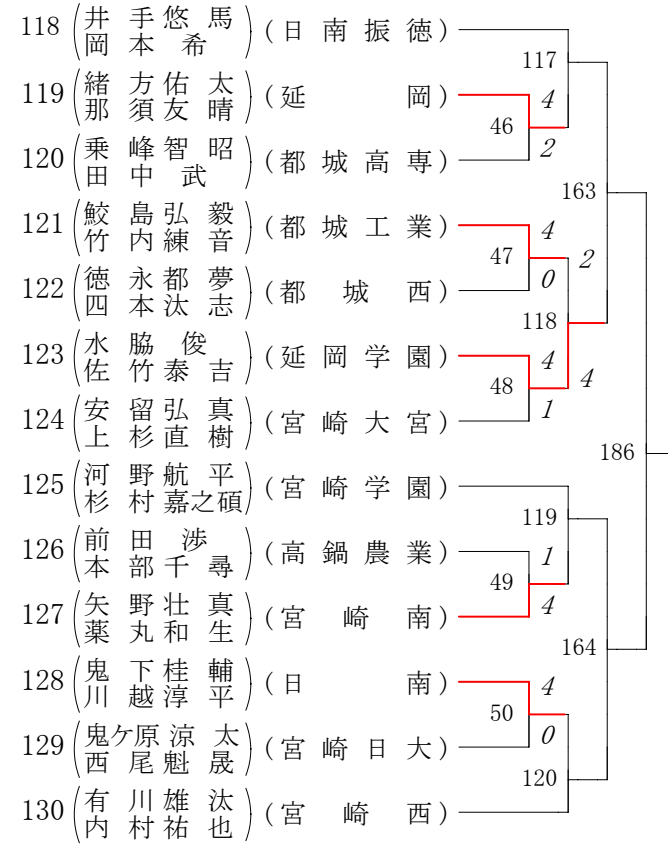 118 井手悠馬 (日南振徳)
岡本希
117
119 緒方佑太 (延岡) 4
那須友晴
46
2
120 乗峰智昭 (都城高専)
田中武
163
121 鮫島弘毅 (都城工業) 4
竹内練音
47 2
0
122 徳永都夢 (都城西)
四本汰志
118
123 水脇俊 (延岡学園) 4
佐竹泰吉
48 4
1
124 安留弘真 (宮崎大宮)
上杉直樹
186
125 河野航平 (宮崎学園)
杉村嘉之碩
119
126 前田渉 (高鍋農業) 1
本部千尋
49
4
127 矢野壮真 (宮崎南)
薬丸和生
164
128 鬼下桂輔 (日南) 4
川越淳平
50
0
129 鬼ケ原涼太 (宮崎日大)
西尾魁晟
120
130 有川雄汰 (宮崎西)
内村祐也